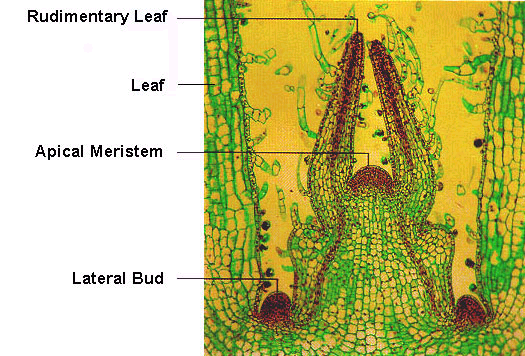 Rudimentary Leaf
Leaf
Apical Meristem
Lateral Bud